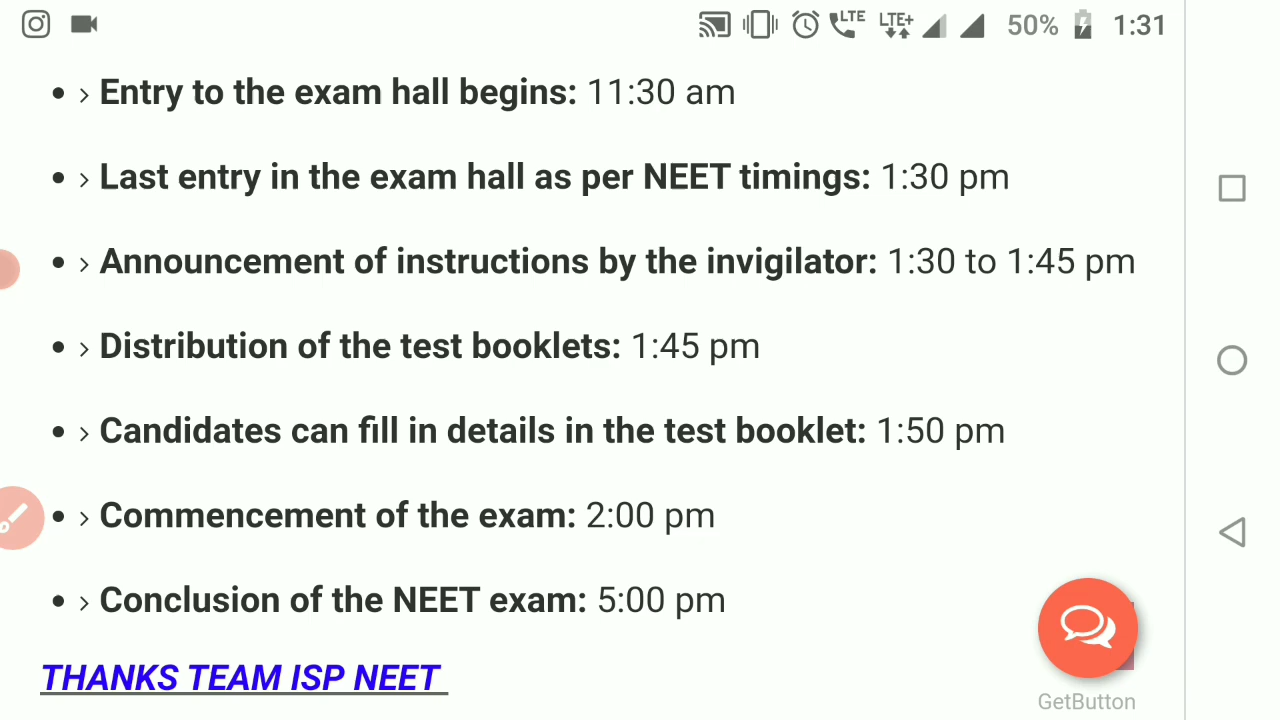 LTE LTE+ 50% 1:31
• › Entry to the exam hall begins: 11:30 am
• › Last entry in the exam hall as per NEET timings: 1:30 pm
• › Announcement of instructions by the invigilator: 1:30 to 1:45 pm
• › Distribution of the test booklets: 1:45 pm
• › Candidates can fill in details in the test booklet: 1:50 pm
• › Commencement of the exam: 2:00 pm
• › Conclusion of the NEET exam: 5:00 pm
THANKS TEAM ISP NEET
GetButton